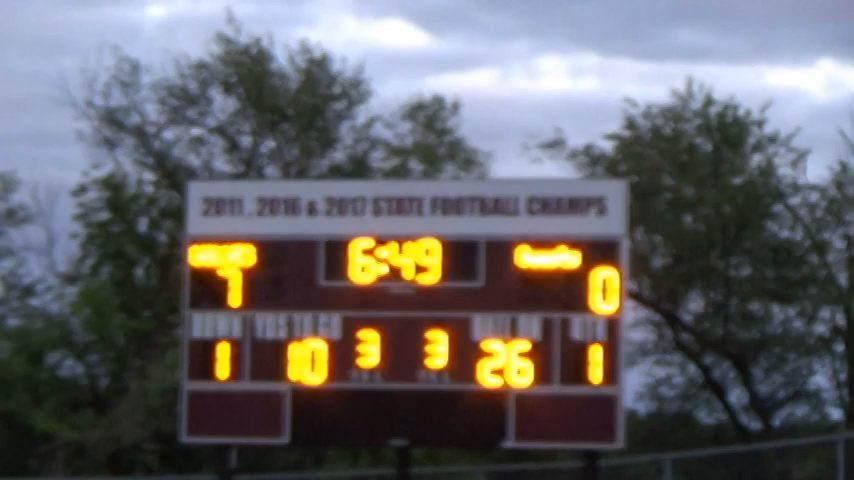 2011, 2016 & 2017 STATE FOOTBALL CHAMPS
6:49
7 0
DOWN YDS TO GO BALL ON QTR
1 10 3 3 26 1